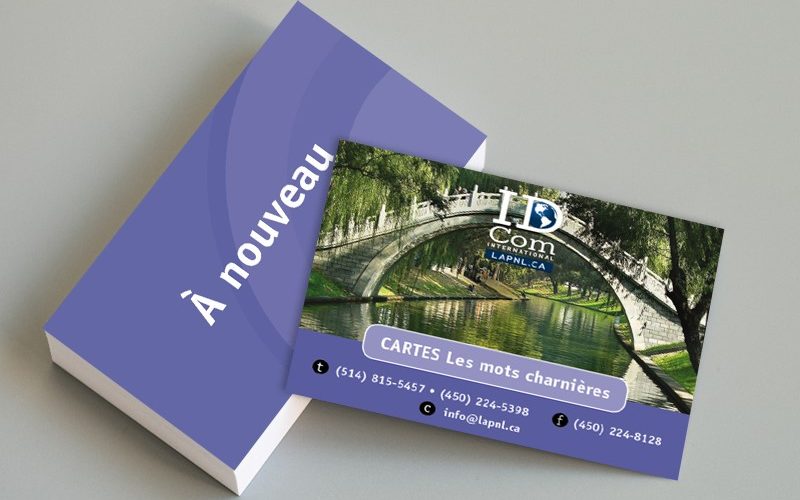 À nouveau
ID
Com
INTERNATIONAL
LAPNL.CA
CARTES Les mots charnières
t (514) 815-5457 • (450) 224-5398
c info@lapnl.ca
f (450) 224-8128